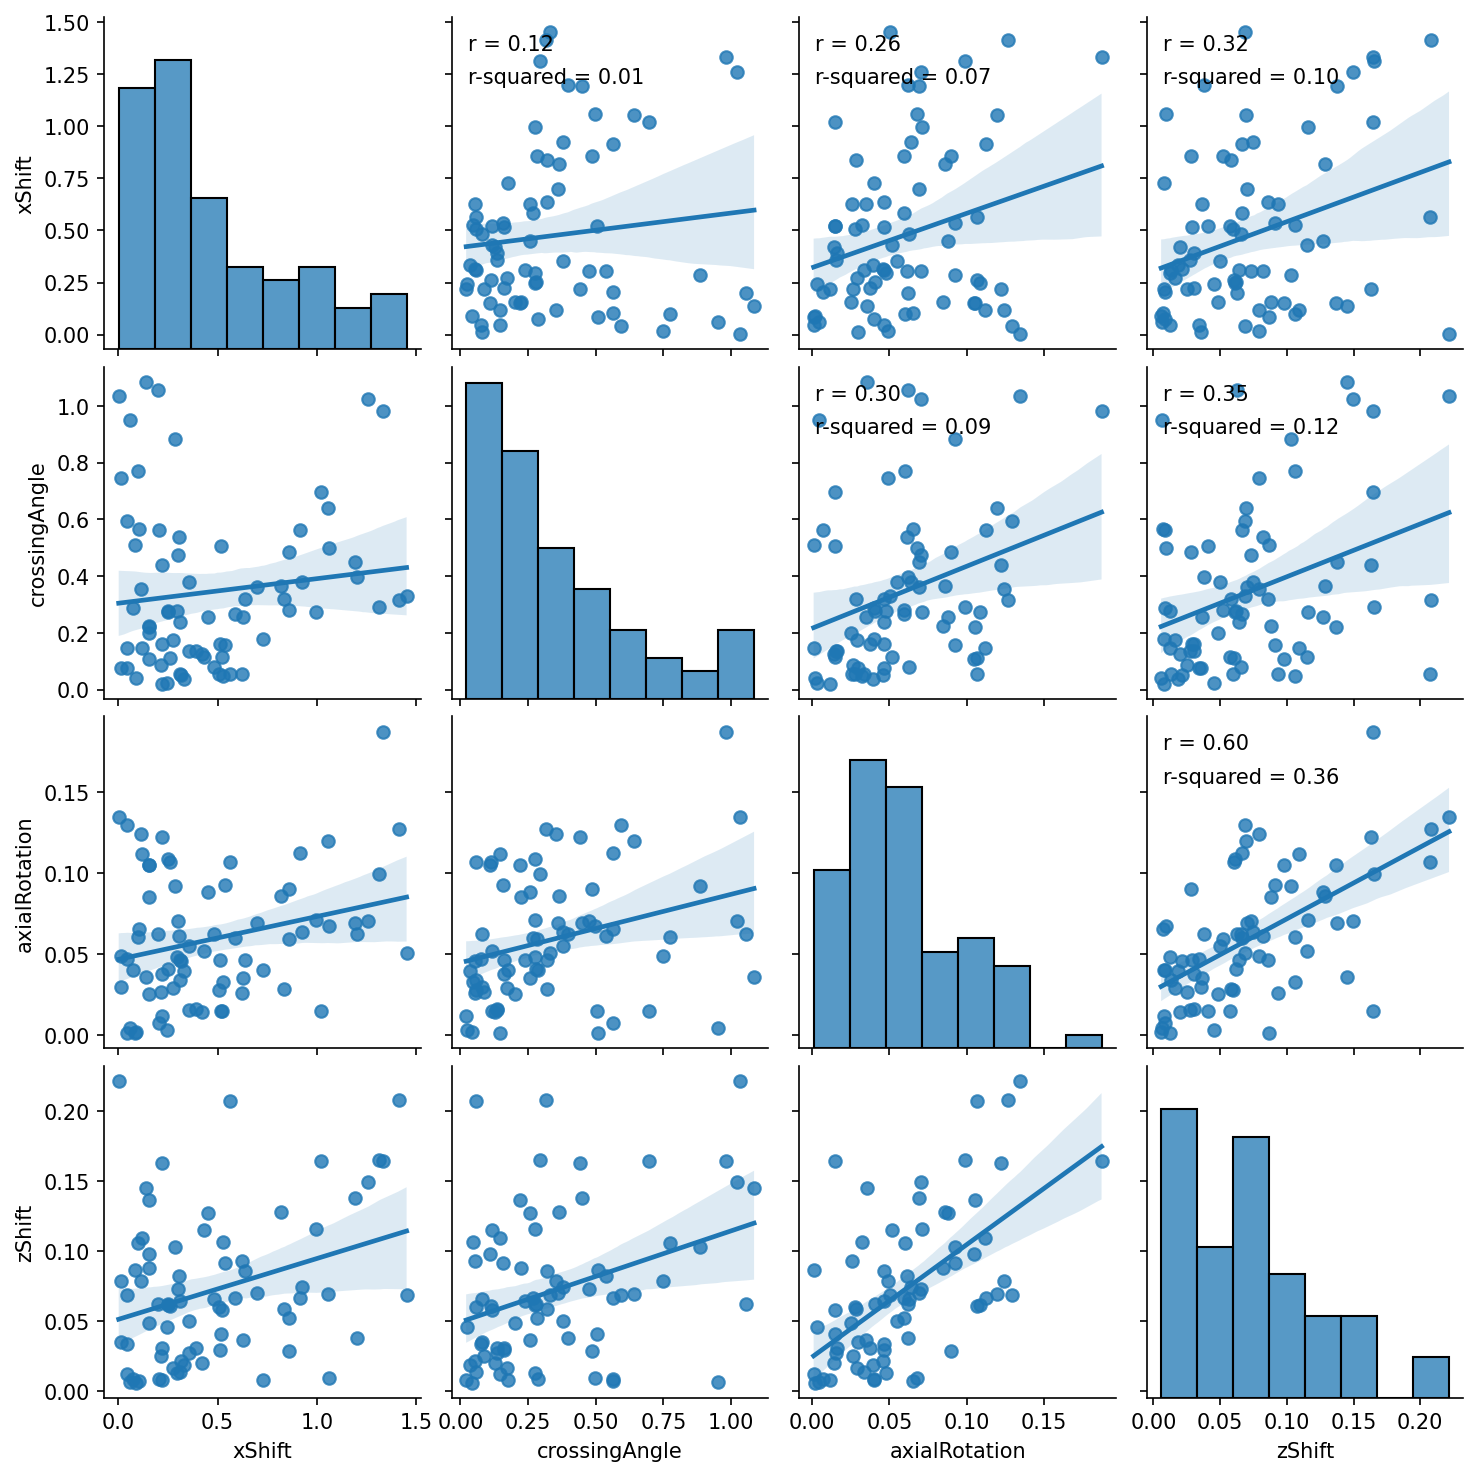 1.50
1.25
1.00
0.75
0.50
0.25
0.00
xShift
r = 0.12
r-squared = 0.01
r = 0.26
r-squared = 0.07
r = 0.32
r-squared = 0.10
1.0
0.8
0.6
0.4
0.2
0.0
crossingAngle
r = 0.30
r-squared = 0.09
r = 0.35
r-squared = 0.12
0.15
0.10
0.05
0.00
axialRotation
r = 0.60
r-squared = 0.36
0.20
0.15
0.10
0.05
0.00
zShift
0.0 0.5 1.0 1.5
xShift
0.00 0.25 0.50 0.75 1.00
crossingAngle
0.00 0.05 0.10 0.15
axialRotation
0.00 0.05 0.10 0.15 0.20
zShift